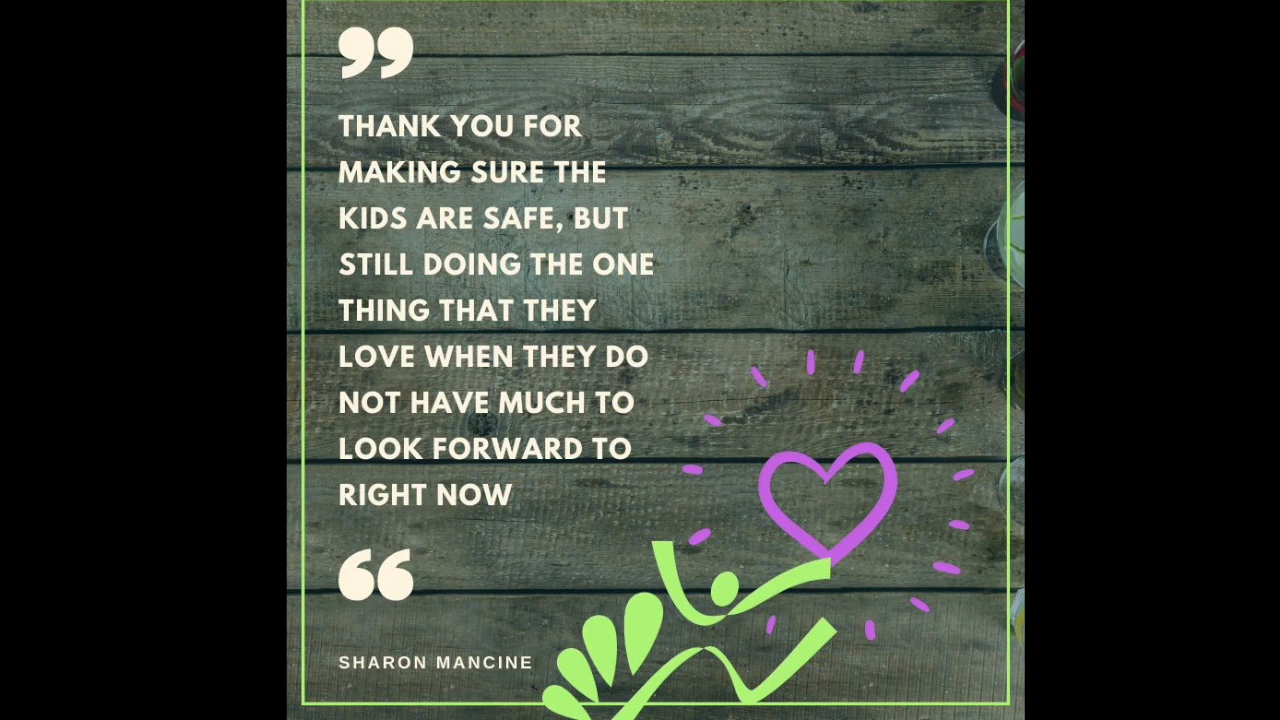 ”
THANK YOU FOR
MAKING SURE THE
KIDS ARE SAFE, BUT
STILL DOING THE ONE
THING THAT THEY
LOVE WHEN THEY DO
NOT HAVE MUCH TO
LOOK FORWARD TO
RIGHT NOW
“
SHARON MANCINE